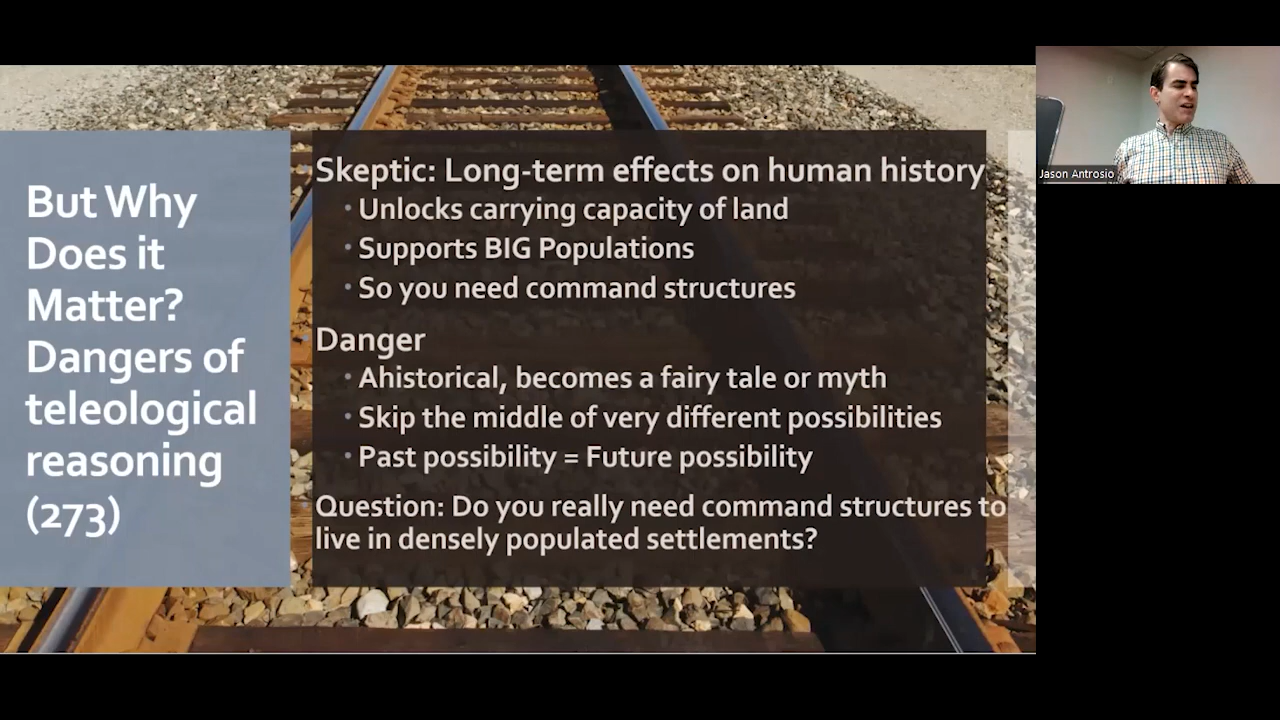 But Why
Does it
Matter?
Dangers of
teleological
reasoning
(273)
Skeptic: Long-term effects on human history
• Unlocks carrying capacity of land
• Supports BIG Populations
• So you need command structures
Danger
• Ahistorical, becomes a fairy tale or myth
• Skip the middle of very different possibilities
• Past possibility = Future possibility
Question: Do you really need command structures to
live in densely populated settlements?
Jason Antrosio